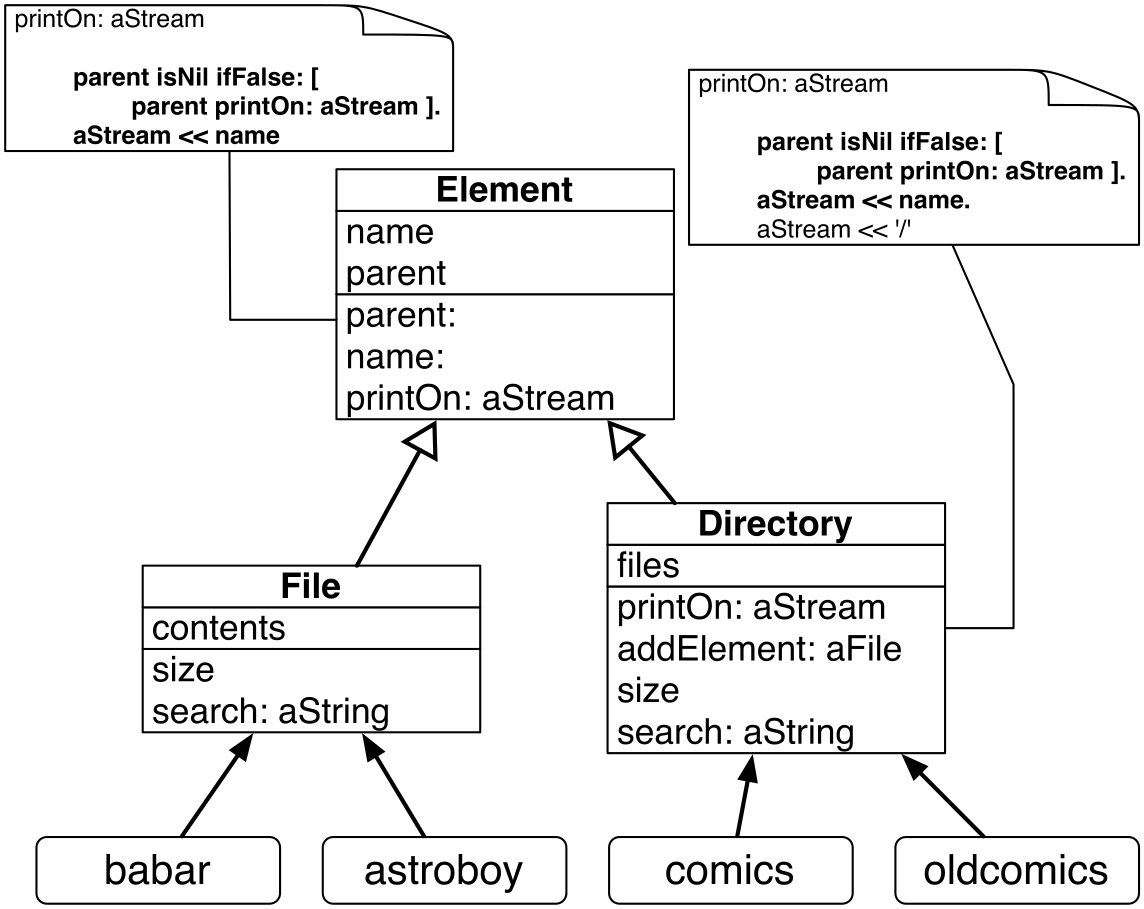 printOn: aStream
parent isNil ifFalse: [
parent printOn: aStream ].
aStream << name
printOn: aStream
parent isNil ifFalse: [
parent printOn: aStream ].
aStream << name.
aStream << '/'
Element
name
parent
parent:
name:
printOn: aStream
File
contents
size
search: aString
Directory
files
printOn: aStream
addElement: aFile
size
search: aString
babar
astroboy
comics
oldcomics